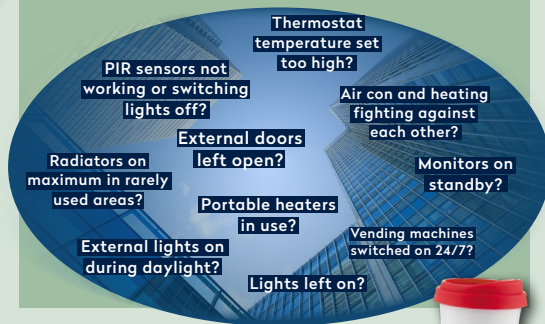 Thermostat
temperature set
too high?
PIR sensors not
working or switching
lights off?
Air con and heating
fighting against
each other?
External doors
left open?
Radiators on
maximum in rarely
used areas?
Monitors on
standby?
Portable heaters
in use?
Vending machines
switched on 24/7?
External lights on
during daylight?
Lights left on?